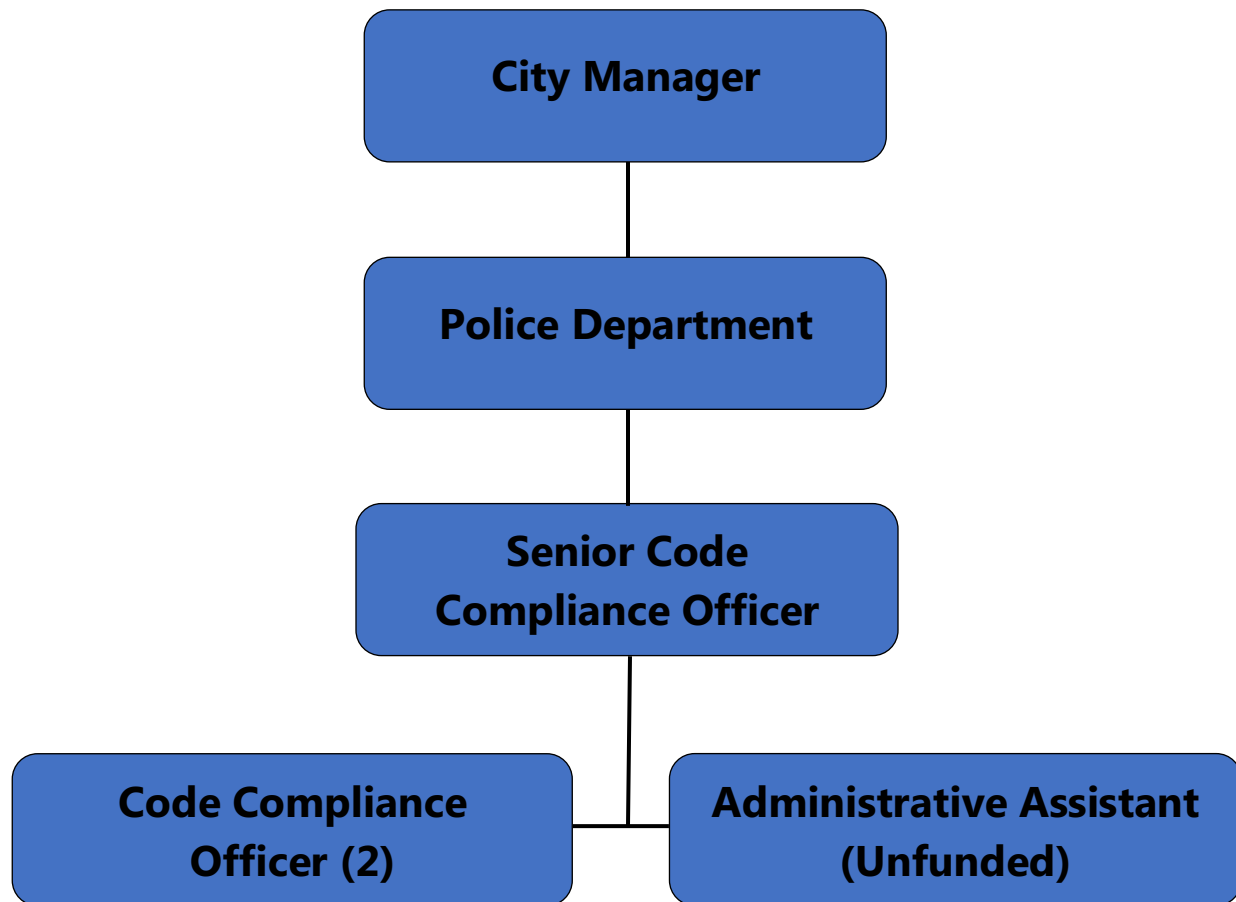 City Manager
Police Department
Senior Code
Compliance Officer
Code Compliance
Officer (2)
Administrative Assistant
(Unfunded)